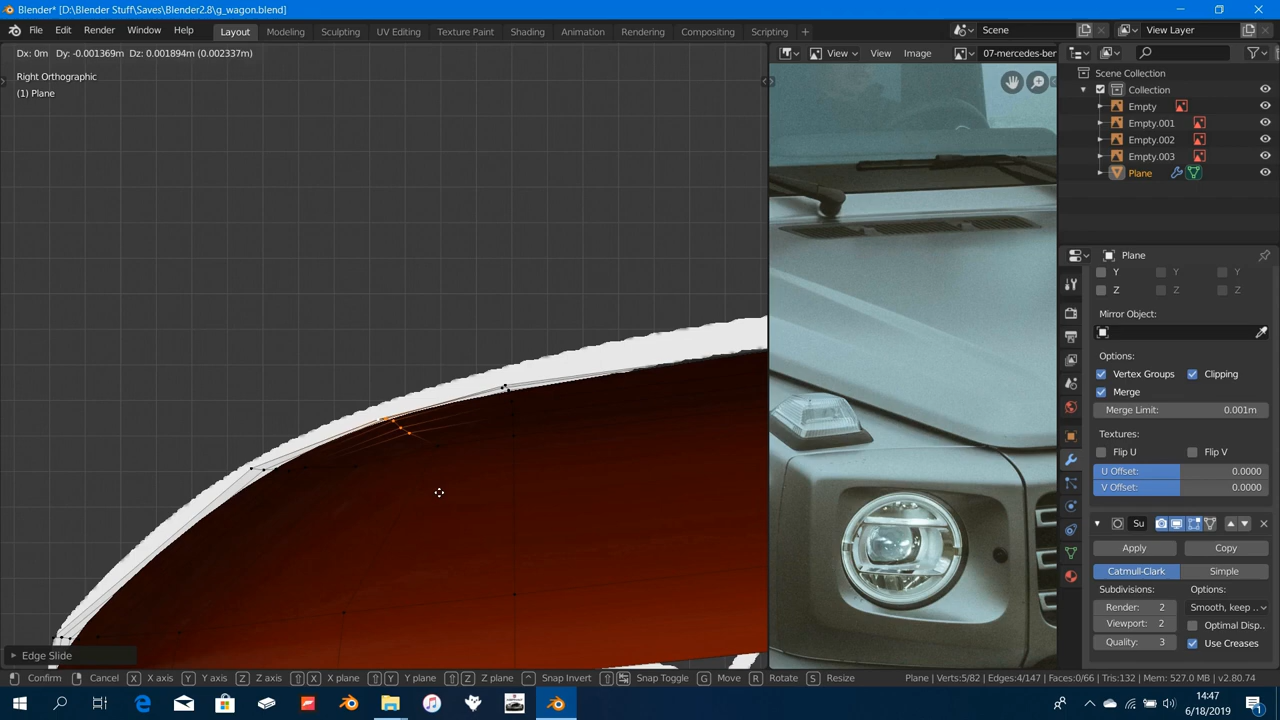 Blender* [D:\Blender Stuff\Saves\Blender2.8\g_wagon.blend]
File Edit Render Window Help Layout Modeling Sculpting UV Editing Texture Paint Shading Animation Rendering Compositing Scripting + Scene View Layer
Dx: 0m Dy: -0.001369m Dz: 0.001894m (0.002337m) View View Image 07-mercedes-ber
Right Orthographic
(1) Plane
Scene Collection
Collection
Empty
Empty.001
Empty.002
Empty.003
Plane
Plane
Y
Z
Mirror Object:
Options:
Vertex Groups Clipping
Merge
Merge Limit: 0.001m
Textures:
Flip U Flip V
U Offset: 0.0000
V Offset: 0.0000
Su
Apply Copy
Catmull-Clark Simple
Subdivisions: Options:
Render: 2 Smooth, keep ..
Viewport: 2 Optimal Disp..
Quality: 3 Use Creases
Edge Slide
Confirm Cancel X X axis Y Y axis Z Z axis X X plane Y Y plane Z Z plane Snap Invert Snap Toggle G Move R Rotate S Resize Plane | Verts:5/82 | Edges:4/147 | Faces:0/66 | Tris:132 | Mem: 527.0 MB | v2.80.74
14:47
6/18/2019
1